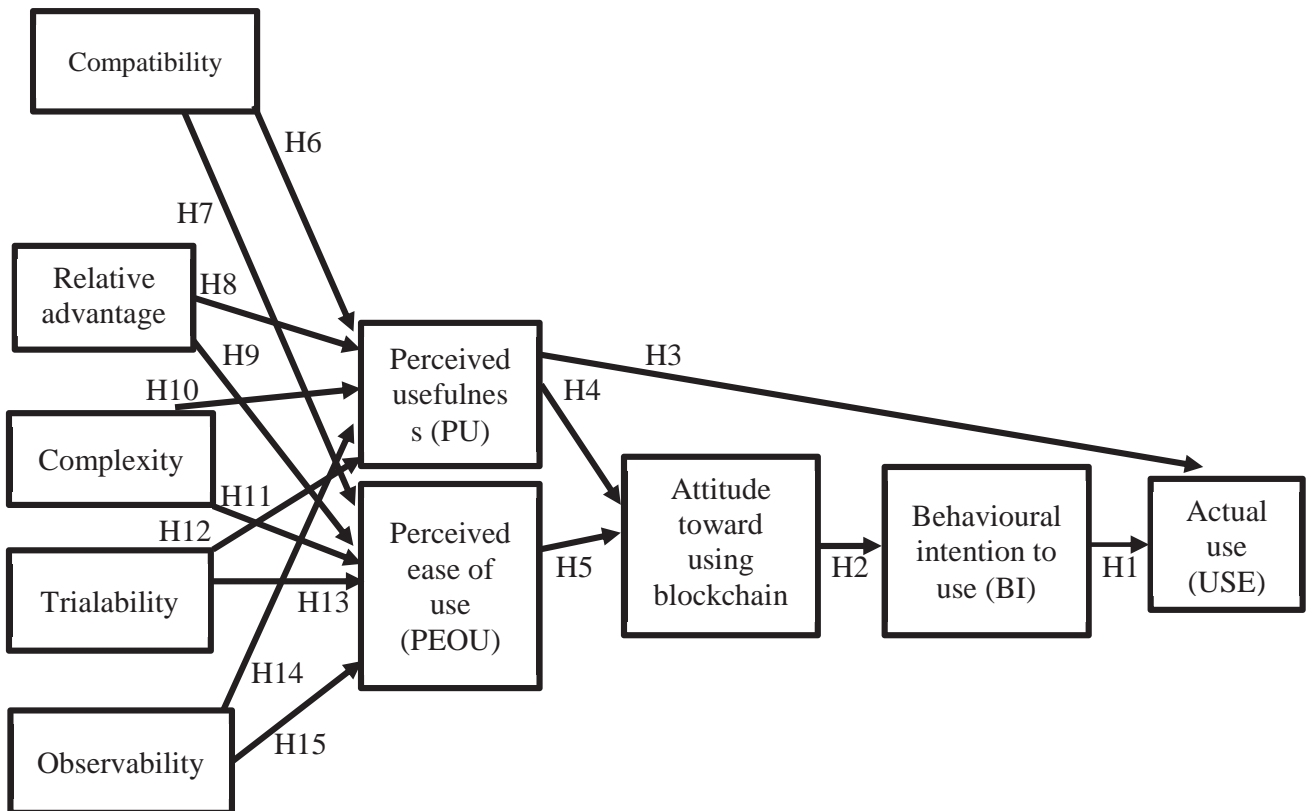 Compatibility
H6
H7
Relative
advantage
H8
H9
H10
Complexity
H11
H12
Trialability
H13
H14
Observability
H15
Perceived
usefulnes
s (PU)
Perceived
ease of
use
(PEOU)
H3
H4
H5
Attitude
toward
using
blockchain
H2
Behavioural
intention to
use (BI)
H1
Actual
use
(USE)